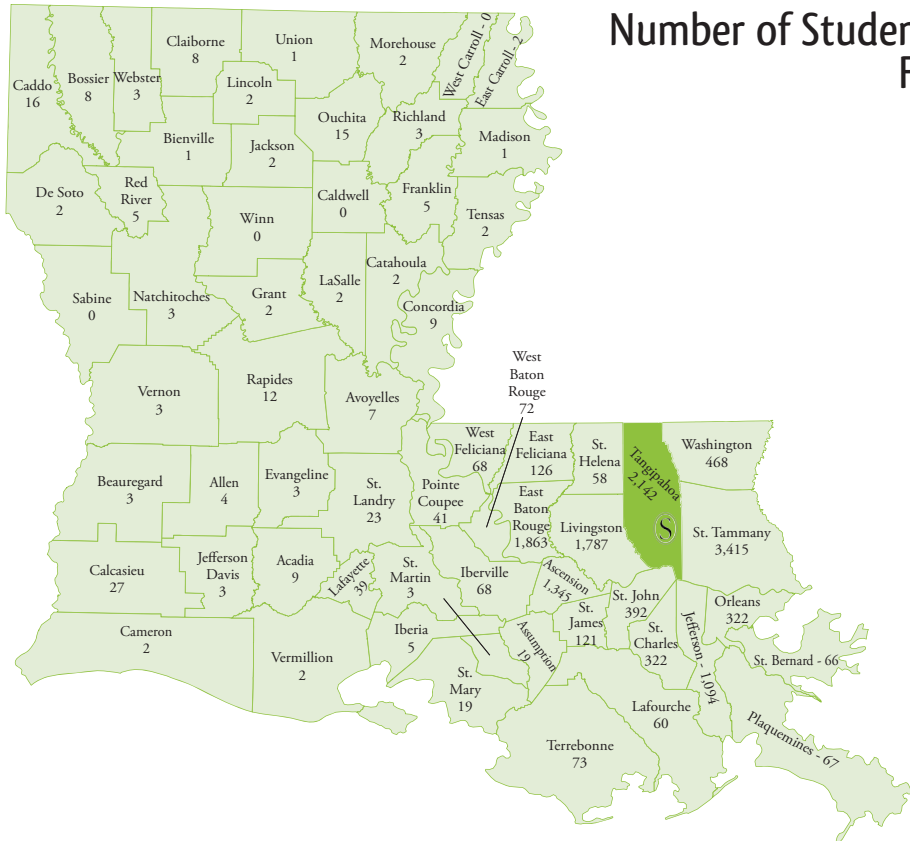 Number of Studen
F
Caddo
16
Bossier
8
Webster
3
Claiborne
8
Union
1
Lincoln
2
Morehouse
2
West Carroll - 0
East Carroll - 2
Ouchita
15
Richland
3
Madison
1
Bienville
1
Jackson
2
De Soto
2
Red
River
5
Caldwell
0
Franklin
5
Tensas
2
Winn
0
Sabine
0
Natchitoches
3
Grant
2
LaSalle
2
Catahoula
2
Concordia
9
Vernon
3
Rapides
12
Avoyelles
7
West
Baton
Rouge
72
West
Feliciana
68
East
Feliciana
126
St.
Helena
58
Tangipahoa
2,142
S
Washington
468
Beauregard
3
Allen
4
Evangeline
3
St.
Landry
23
Pointe
Coupee
41
East
Baton
Rouge
1,863
Livingston
1,787
St. Tammany
3,415
Calcasieu
27
Jefferson
Davis
3
Acadia
9
Lafayette
39
St.
Martin
3
Iberville
68
Ascension
1,345
St. John
392
Orleans
322
St.
James
121
St.
Charles
322
Jefferson - 1,094
St. Bernard - 66
Cameron
2
Vermillion
2
Iberia
5
Assumption
19
St.
Mary
19
Lafourche
60
Terrebonne
73
Plaquemines - 67